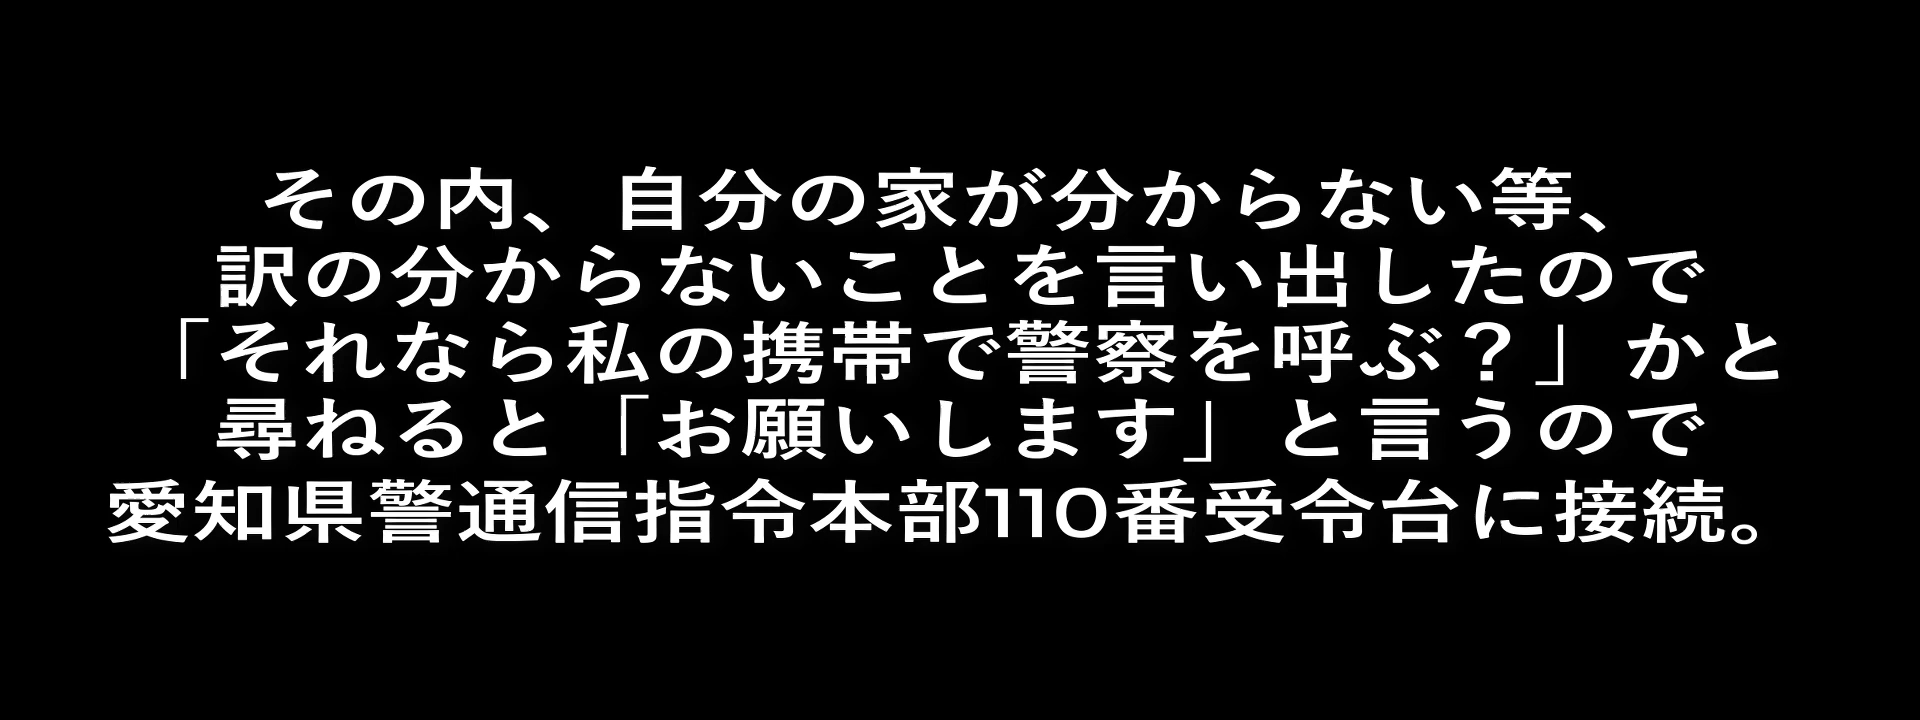 その内、自分の家が分からない等、
訳の分からないことを言い出したので
「それなら私の携帯で警察を呼ぶ？」かと
尋ねると「お願いします」と言うので
愛知県警通信指令本部110番受令台に接続。